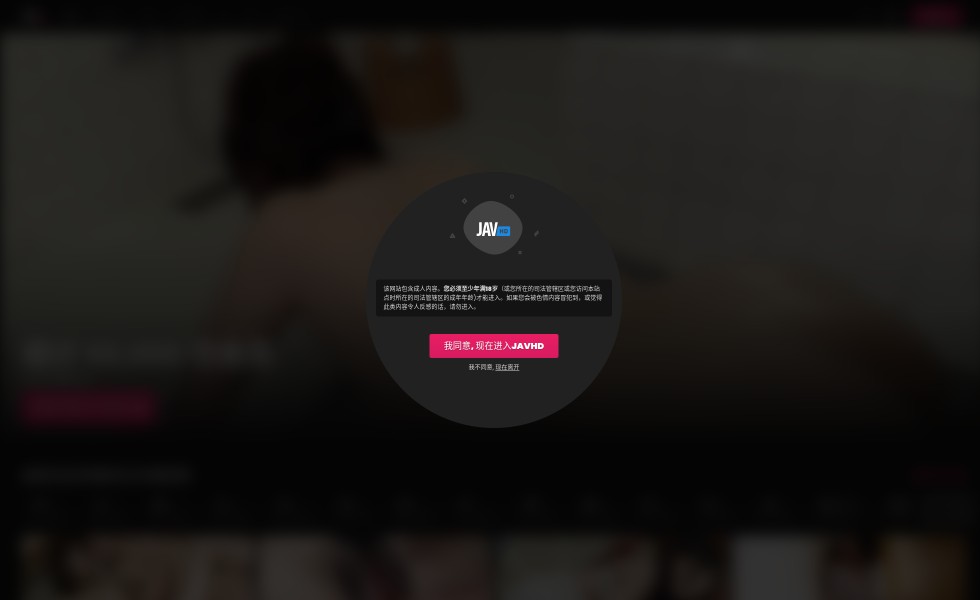 JAV HD
该网站包含成人内容。您必须至少年满18岁（或您所在的司法管辖区或您访问本站
点时所在的司法管辖区的成年年龄)才能进入。如果您会被色情内容冒犯到，或觉得
此类内容令人反感的话，请勿进入。
我同意, 现在进入JAVHD
我不同意, 现在离开